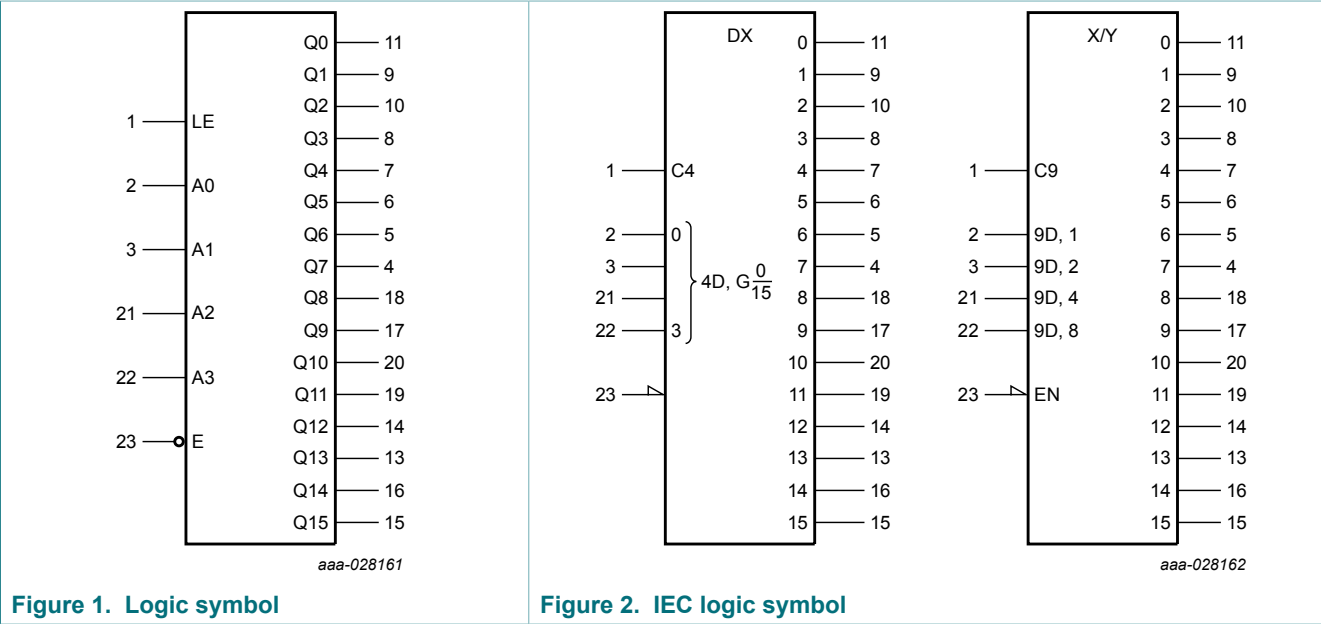 Q0 11
Q1 9
Q2 10
1 LE
Q3 8
Q4 7
2 A0
Q5 6
Q6 5
3 A1
Q7 4
Q8 18
21 A2
Q9 17
Q10 20
22 A3
Q11 19
Q12 14
23 E
Q13 13
Q14 16
Q15 15
aaa-028161
Figure 1. Logic symbol
DX
0 11
1 9
2 10
3 8
1 C4 4 7
5 6
2 0 6 5
3 7 4
4D, G 0/15
21 8 18
22 3 9 17
10 20
23 11 19
12 14
13 13
14 16
15 15
X/Y
0 11
1 9
2 10
3 8
1 C9 4 7
5 6
2 9D, 1 6 5
3 9D, 2 7 4
21 9D, 4 8 18
22 9D, 8 9 17
10 20
23 EN 11 19
12 14
13 13
14 16
15 15
aaa-028162
Figure 2. IEC logic symbol